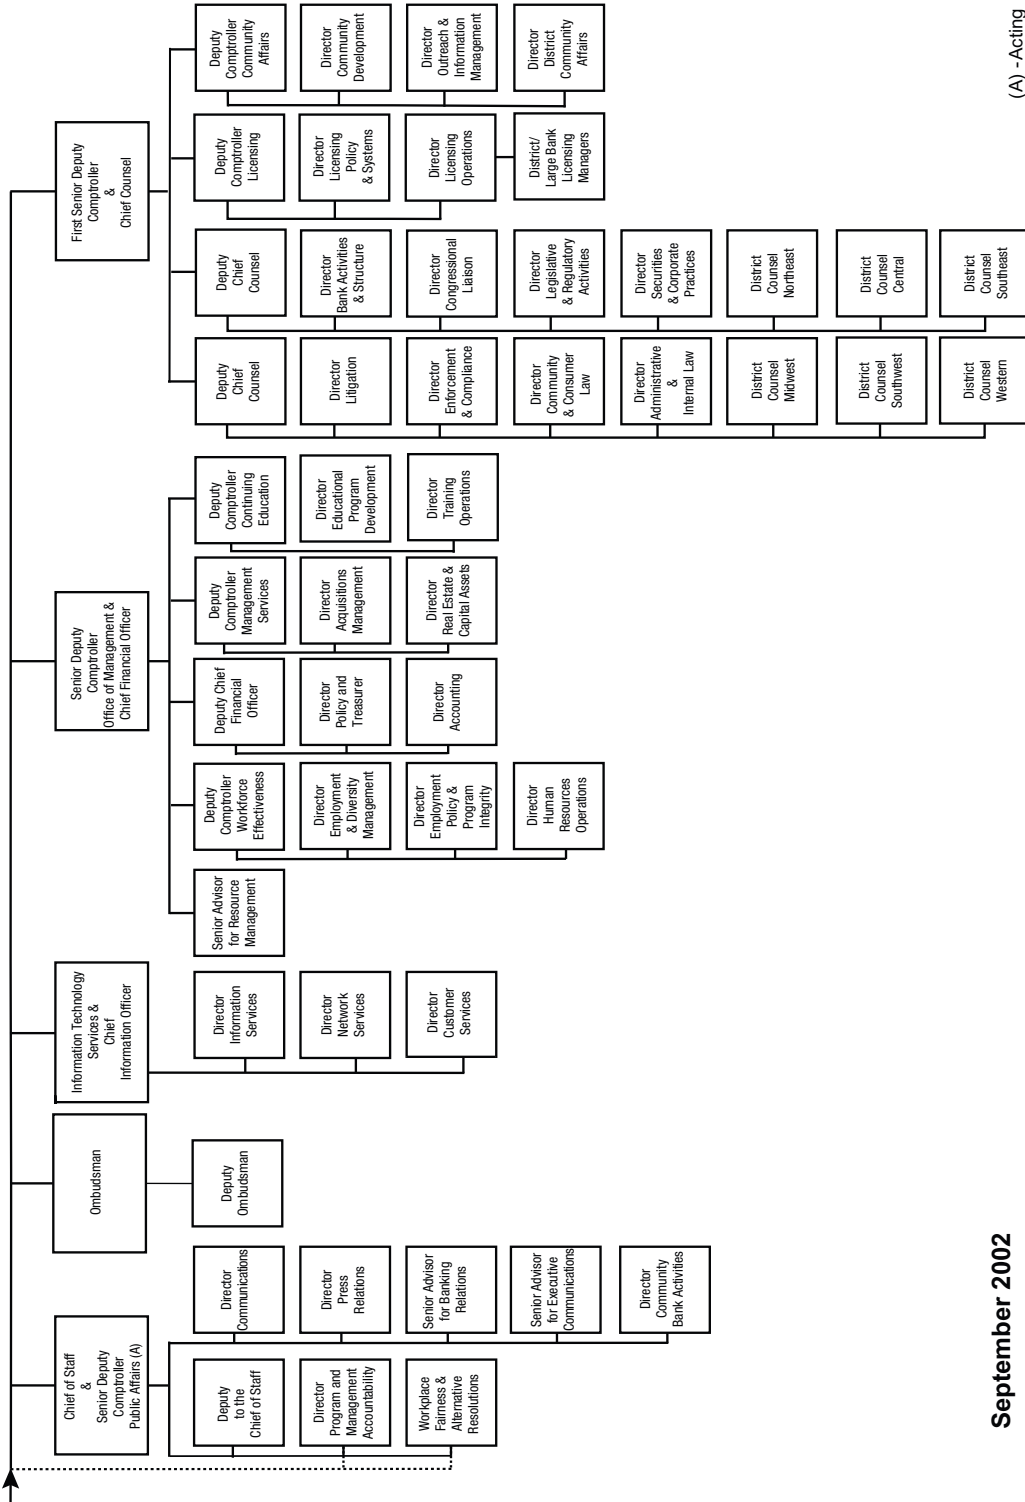 Chief of Staff
&
Senior Deputy
Comptroller
Public Affairs (A)
Deputy
to the
Chief of Staff
Director
Program and
Management
Accountability
Workplace
Fairness &
Alternative
Resolutions
Director
Communications
Director
Press
Relations
Senior Advisor
for Banking
Relations
Senior Advisor
for Executive
Communications
Director
Community
Bank Activities
Ombudsman
Deputy
Ombudsman
Information Technology
Services &
Chief
Information Officer
Director
Information
Services
Director
Network
Services
Director
Customer
Services
Senior Deputy
Comptroller
Office of Management &
Chief Financial Officer
Senior Advisor
for Resource
Management
Deputy
Comptroller
Workforce
Effectiveness
Director
Employment
& Diversity
Management
Director
Employment
Policy &
Program
Integrity
Director
Human
Resources
Operations
Deputy Chief
Financial
Officer
Director
Policy and
Treasurer
Director
Accounting
Deputy
Comptroller
Management
Services
Director
Acquisitions
Management
Director
Real Estate &
Capital Assets
Deputy
Comptroller
Continuing
Education
Director
Educational
Program
Development
Director
Training
Operations
First Senior Deputy
Comptroller
&
Chief Counsel
Deputy
Chief
Counsel
Director
Litigation
Director
Enforcement
& Compliance
Director
Community
& Consumer
Law
Director
Administrative
&
Internal Law
District
Counsel
Midwest
District
Counsel
Southwest
District
Counsel
Western
Deputy
Chief
Counsel
Director
Bank Activities
& Structure
Director
Congressional
Liaison
Director
Legislative
& Regulatory
Activities
Director
Securities
& Corporate
Practices
District
Counsel
Northeast
District
Counsel
Central
District
Counsel
Southeast
Deputy
Comptroller
Licensing
Director
Licensing
Policy
& Systems
Director
Licensing
Operations
District/
Large Bank
Licensing
Managers
Deputy
Comptroller
Community
Affairs
Director
Community
Development
Director
Outreach &
Information
Management
Director
District
Community
Affairs
September 2002
(A) - Acting